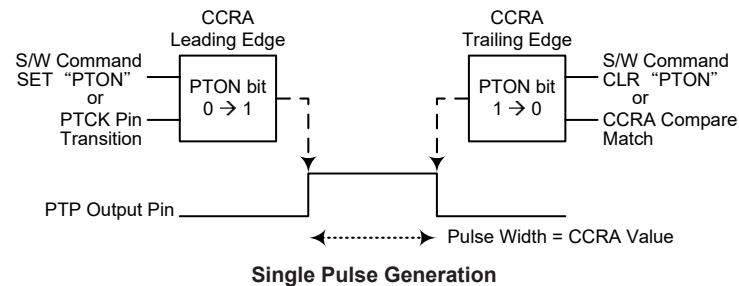 CCRA
Leading Edge
S/W Command
SET “PTON”
or
PTCK Pin
Transition
PTON bit
0 → 1
CCRA
Trailing Edge
PTON bit
1 → 0
S/W Command
CLR “PTON”
or
CCRA Compare
Match
PTP Output Pin
Pulse Width = CCRA Value
Single Pulse Generation